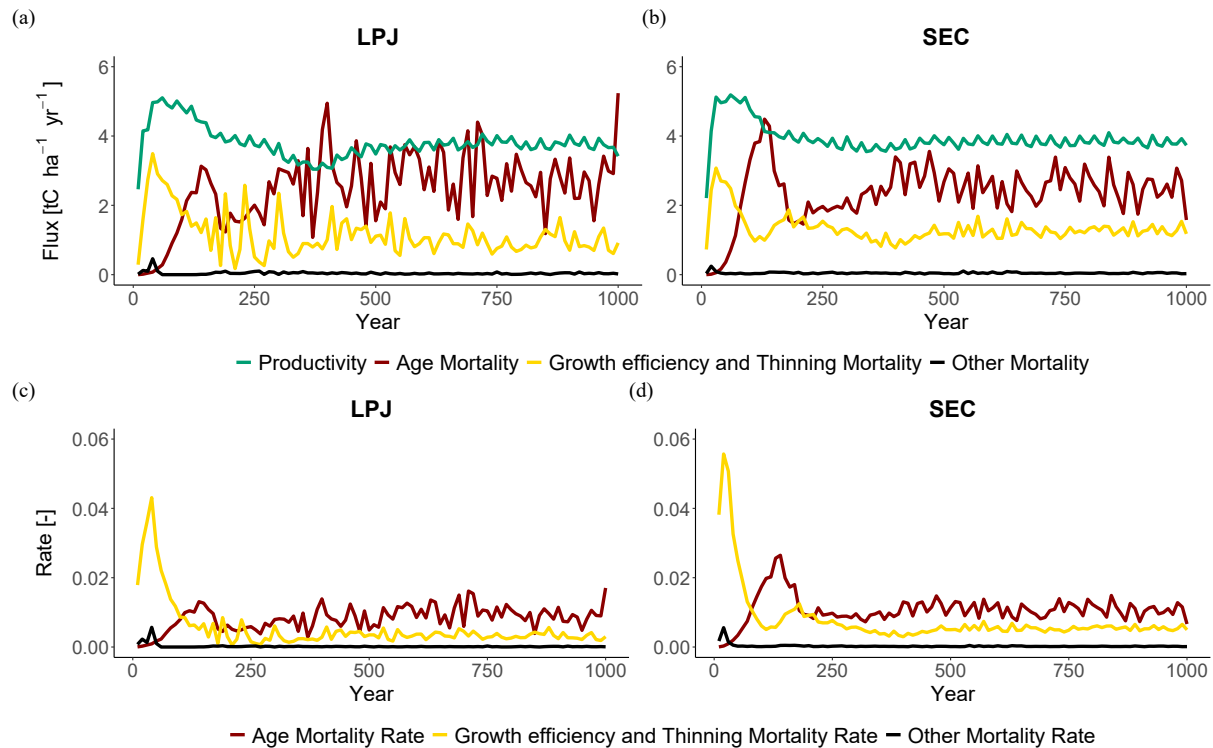 (a)
(b)
LPJ
SEC
Flux [tC ha⁻¹ yr⁻¹]
6
4
2
0
6
4
2
0
0 250 500 750 1000
0 250 500 750 1000
Year
Year
Productivity Age Mortality Growth efficiency and Thinning Mortality Other Mortality
(c)
(d)
LPJ
SEC
Rate [-]
0.06
0.04
0.02
0.00
0.06
0.04
0.02
0.00
0 250 500 750 1000
0 250 500 750 1000
Year
Year
Age Mortality Rate Growth efficiency and Thinning Mortality Rate Other Mortality Rate